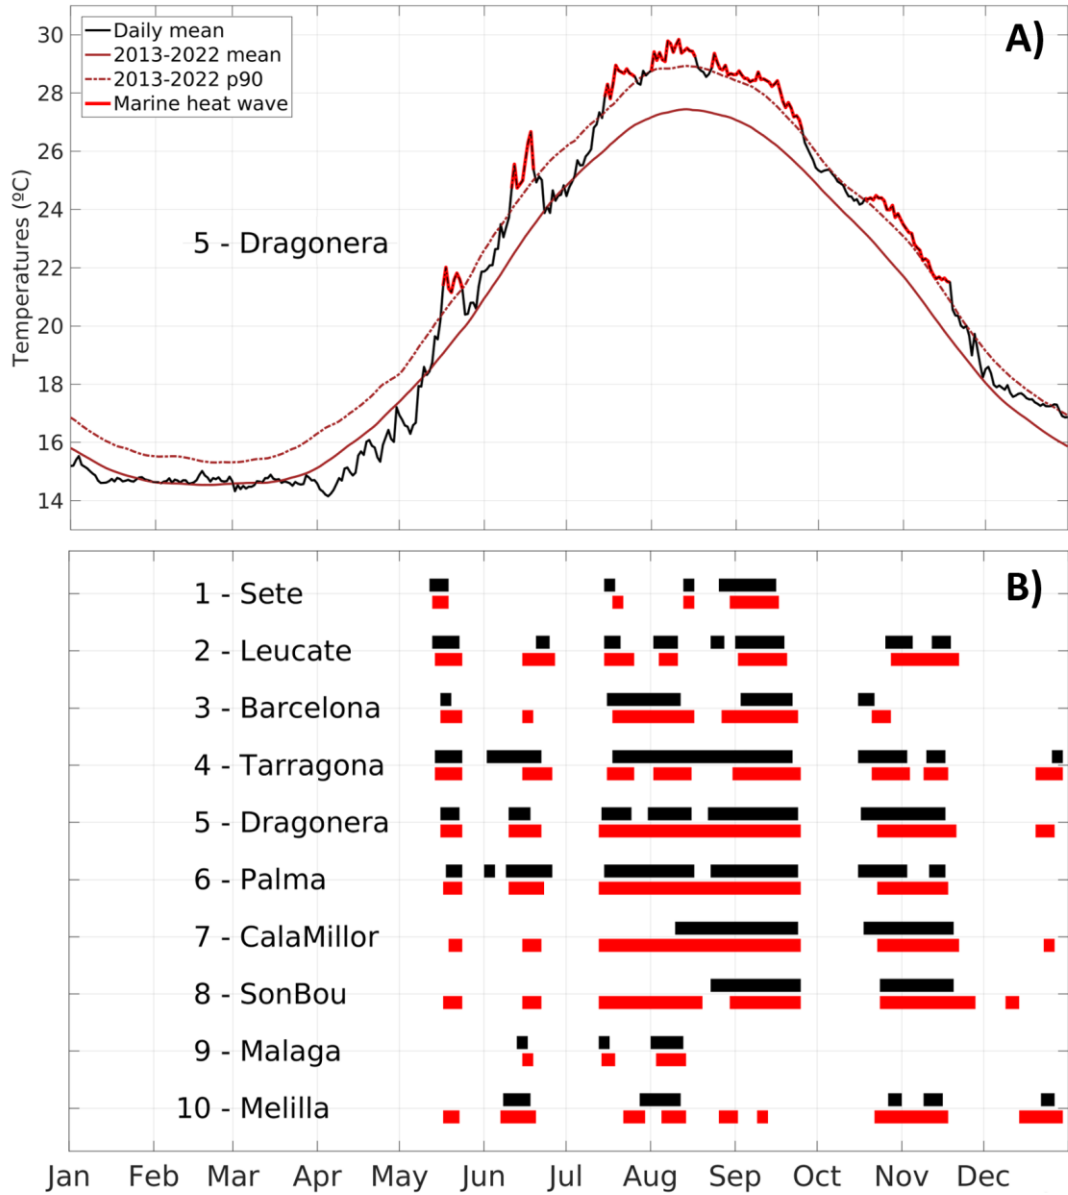 A)
Daily mean
2013-2022 mean
2013-2022 p90
Marine heat wave
30
28
26
24
22
20
18
16
14
Temperatures (ºC)
5 - Dragonera
B)
1 - Sete
2 - Leucate
3 - Barcelona
4 - Tarragona
5 - Dragonera
6 - Palma
7 - CalaMillor
8 - SonBou
9 - Malaga
10 - Melilla
Jan Feb Mar Apr May Jun Jul Aug Sep Oct Nov Dec